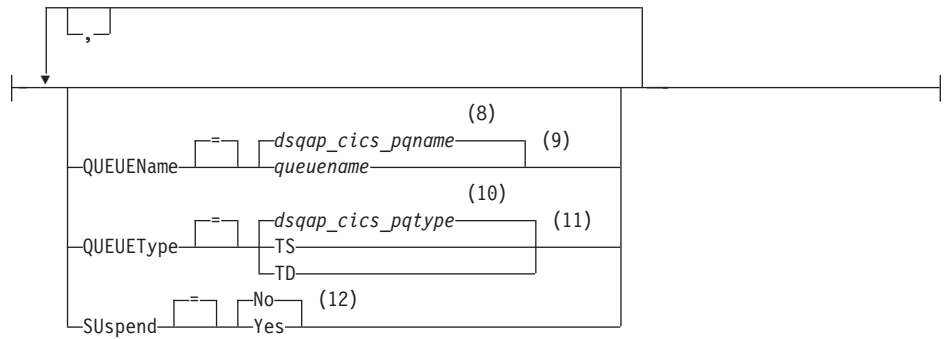 ,
(8)
= dsqap_cics_pqname (9)
QUEUEName queuename
(10)
= dsqap_cics_pqtype (11)
QUEUEType TS
TD
= No (12)
SUspend Yes